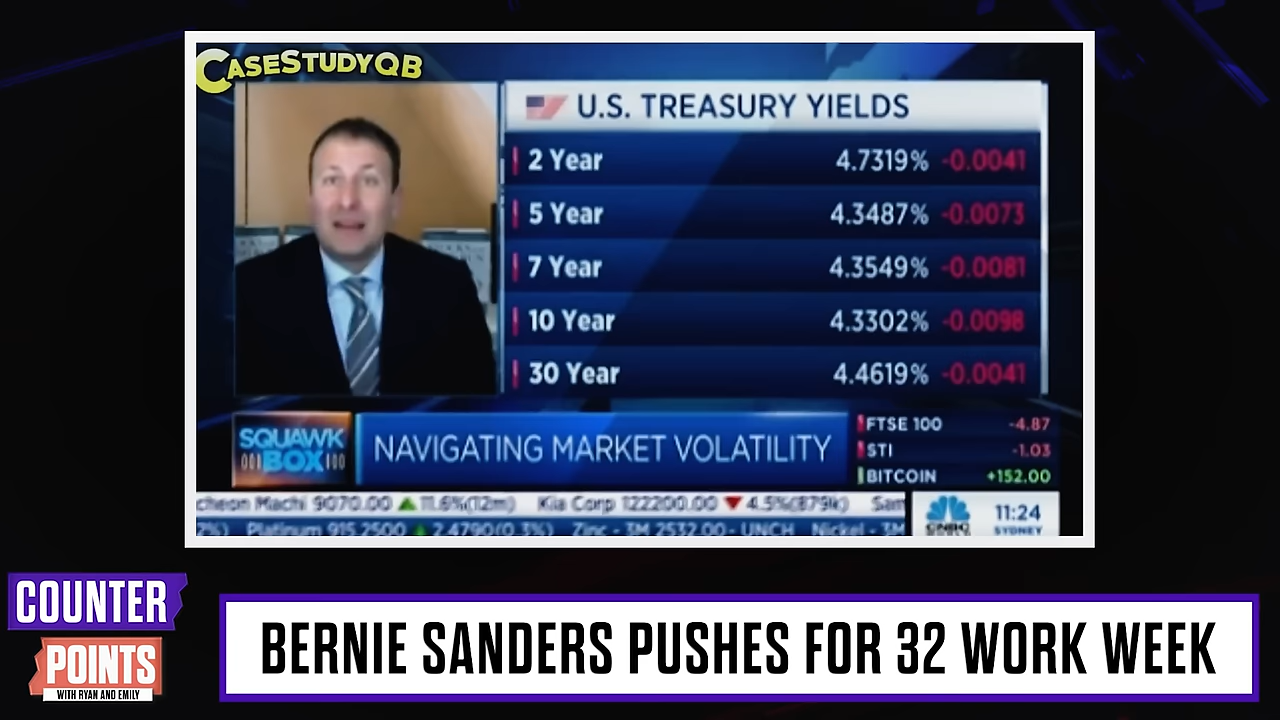 CASESTUDYQB
U.S. TREASURY YIELDS
2 Year 4.7319% -0.0041
5 Year 4.3487% -0.0073
7 Year 4.3549% -0.0081
10 Year 4.3302% -0.0098
30 Year 4.4619% -0.0041
SQUAWK
BOX
NAVIGATING MARKET VOLATILITY
FTSE 100 -4.87
STI -1.03
BITCOIN +152.00
cheon Machi 9070.00 ▲ 11.6%(12m) Kia Corp 122200.00 ▼ 4.5%(879k) Sam
2%) Platinum 915.2500 ▲ 2.4790(0.3%) Zinc - 3M 2532.00 - UNCH Nickel - 3M
CNBC
11:24
SYDNEY
COUNTER
POINTS
WITH RYAN AND EMILY
BERNIE SANDERS PUSHES FOR 32 WORK WEEK